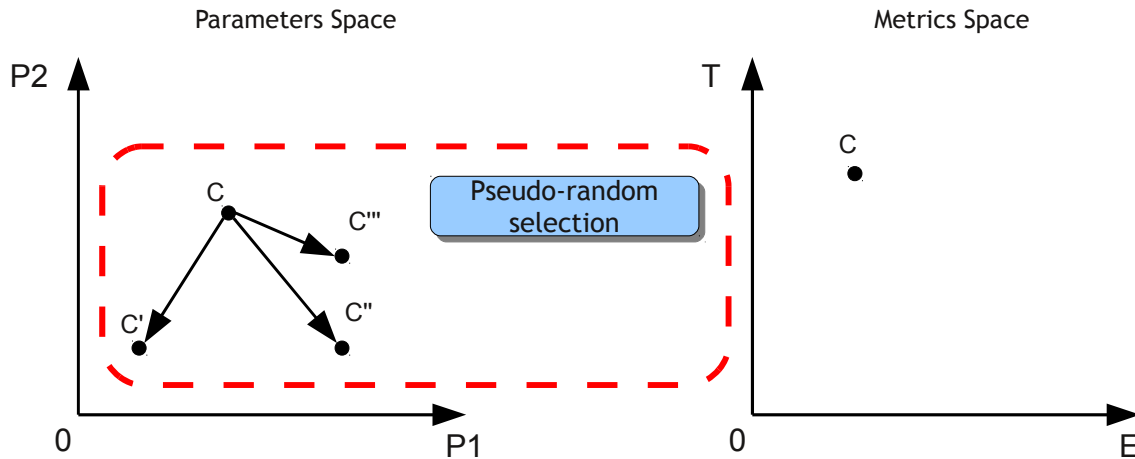 Parameters Space
Metrics Space
P2
T
C
C
Pseudo-random
selection
C'''
C'
C"
0
P1
0
E